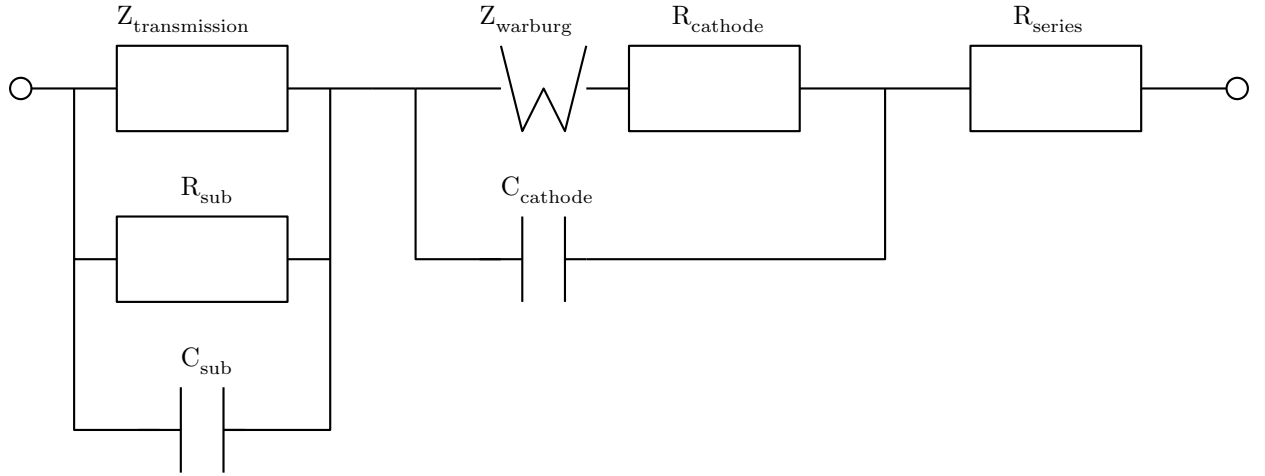 Z_transmission
Z_warburg
R_cathode
R_series
R_sub
C_cathode
C_sub